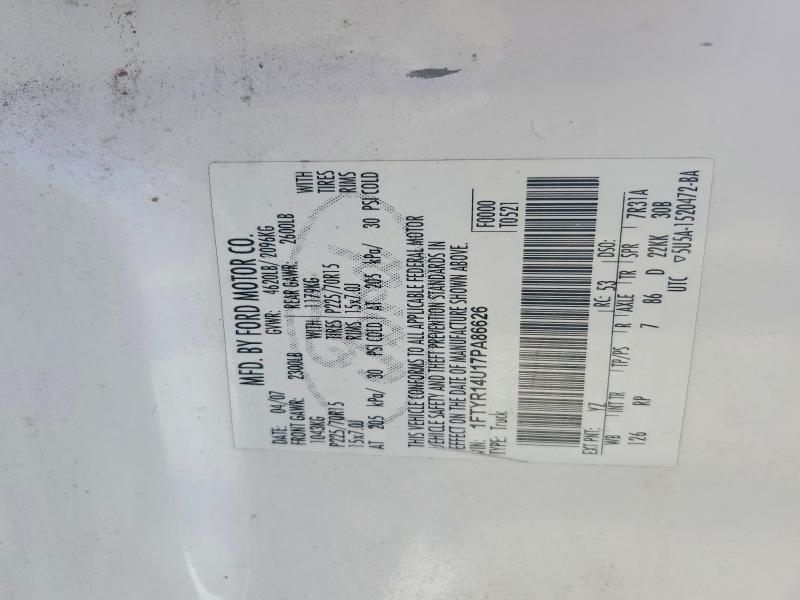 MFD. BY FORD MOTOR CO.
DATE: 04/07 GVWR: 4620LB/2096KG
FRONT GAWR: 2300LB REAR GAWR: 2600LB
1043KG WITH 1179KG WITH
P225/70R15 TIRES P225/70R15 TIRES
15x7.0J RIMS 15x7.0J RIMS
AT 205 kPa/ 30 PSI COLD AT 205 kPa/ 30 PSI COLD
THIS VEHICLE CONFORMS TO ALL APPLICABLE FEDERAL MOTOR
VEHICLE SAFETY AND THEFT PREVENTION STANDARDS IN
EFFECT ON THE DATE OF MANUFACTURE SHOWN ABOVE.
VIN: 1FTYR14U17PA86626 F0000
TYPE: Truck T0521
EXT PNT: YZ RC: 53 DSO:
WB INT TR TP/PS R AXLE TR SPR 7R31A
126 RP 7 86 D 22KK 30B
UTC ▽5U5A-1520472-BA